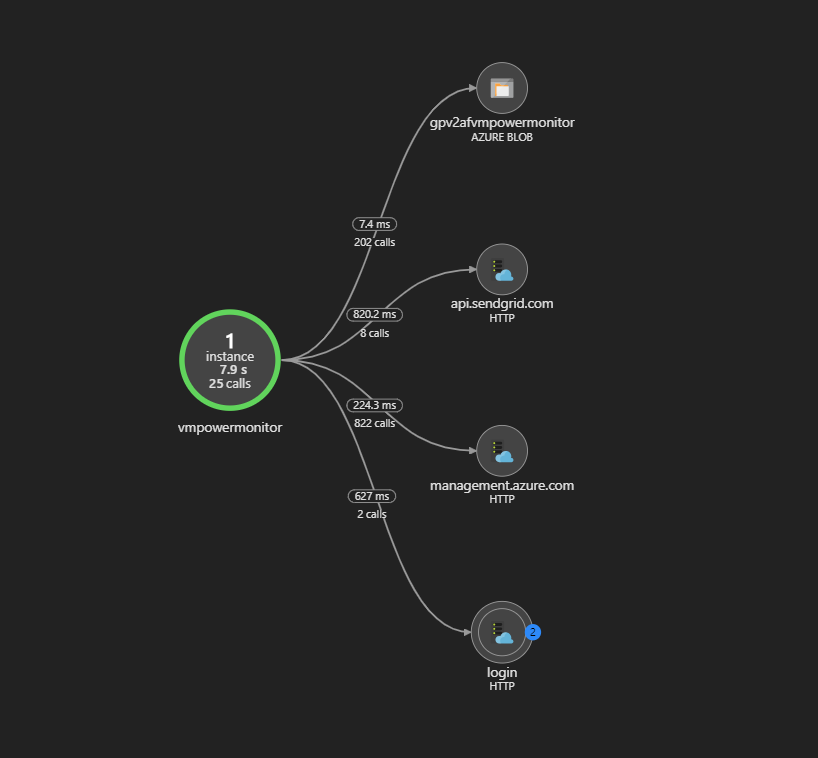 gpv2afvmpowermonitor
AZURE BLOB
7.4 ms
202 calls
api.sendgrid.com
HTTP
820.2 ms
8 calls
1
instance
7.9 s
25 calls
vmpowermonitor
224.3 ms
822 calls
management.azure.com
HTTP
627 ms
2 calls
2
login
HTTP